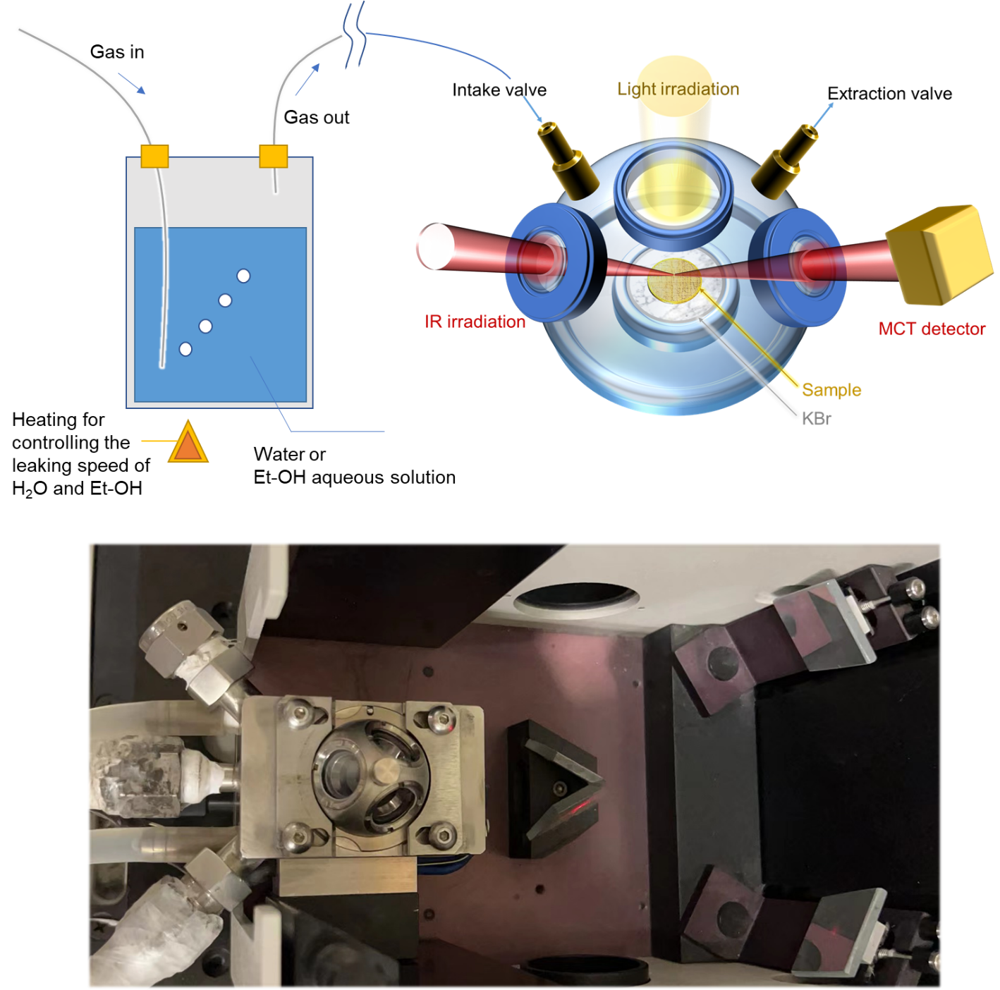 Gas in
Gas out
Intake valve
Light irradiation
Extraction valve
IR irradiation
MCT detector
Sample
KBr
Heating for
controlling the
leaking speed of
H₂O and Et-OH
Water or
Et-OH aqueous solution